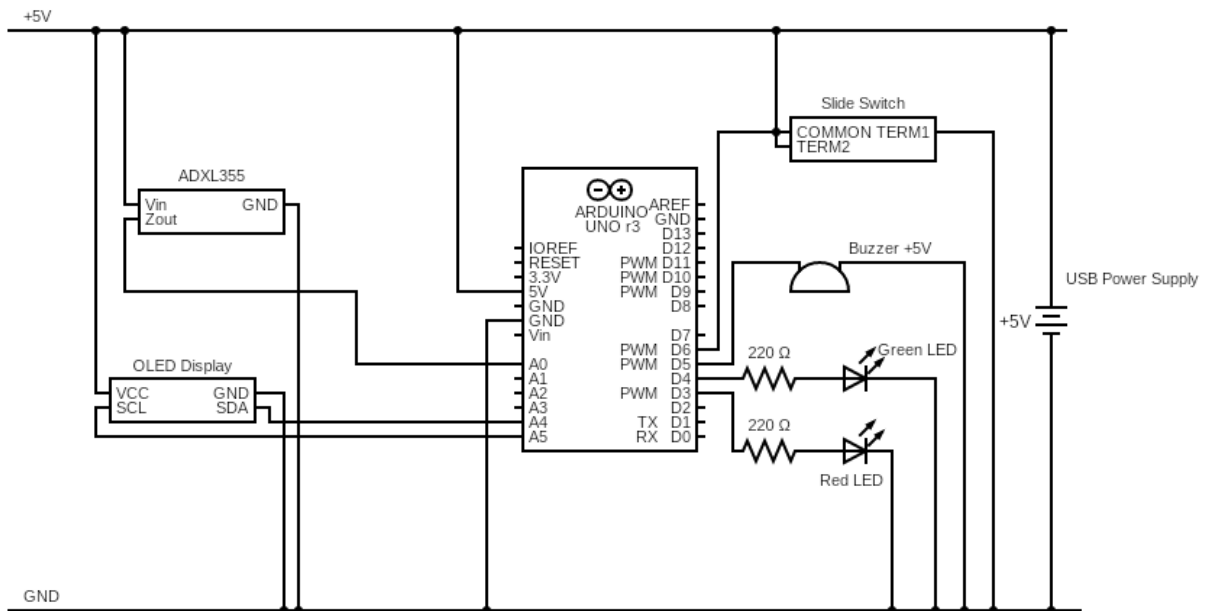 +5V
Slide Switch
COMMON TERM1
TERM2
ADXL355
Vin GND
Zout
ARDUINO
UNO r3
AREF
GND
D13
IOREF D12
RESET PWM D11
3.3V PWM D10
5V PWM D9
GND D8
GND
Vin D7
PWM D6
A0 PWM D5
A1 D4
A2 PWM D3
A3 D2
A4 TX D1
A5 RX D0
Buzzer +5V
USB Power Supply
+5V
OLED Display
VCC GND
SCL SDA
220 Ω
Green LED
220 Ω
Red LED
GND